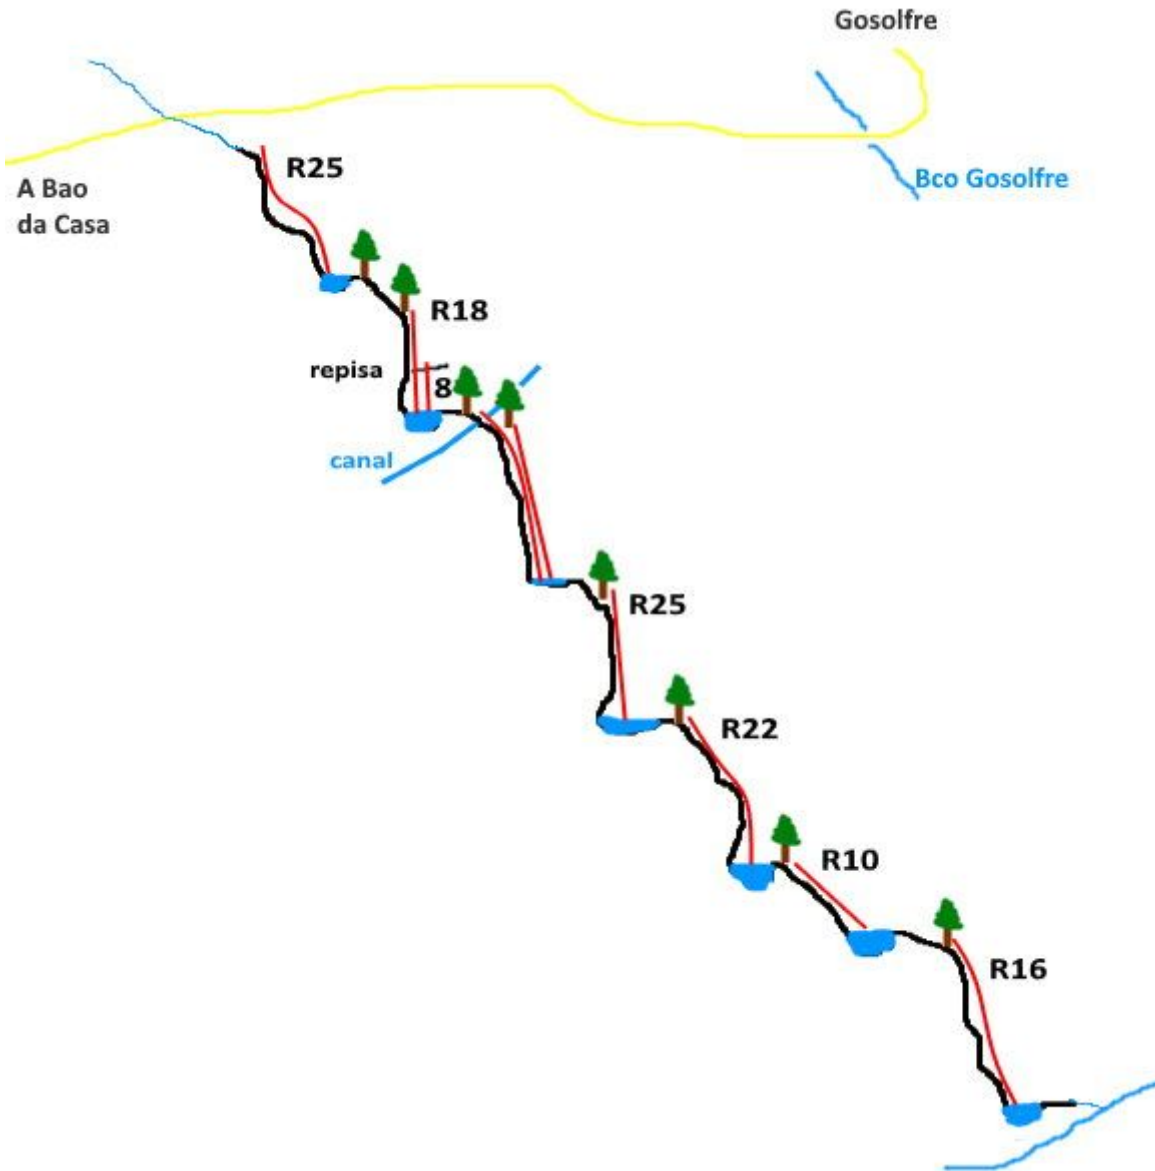 Gosolfre
R25
Bco Gosolfre
A Bao
da Casa
R18
repisa
8
canal
R25
R22
R10
R16